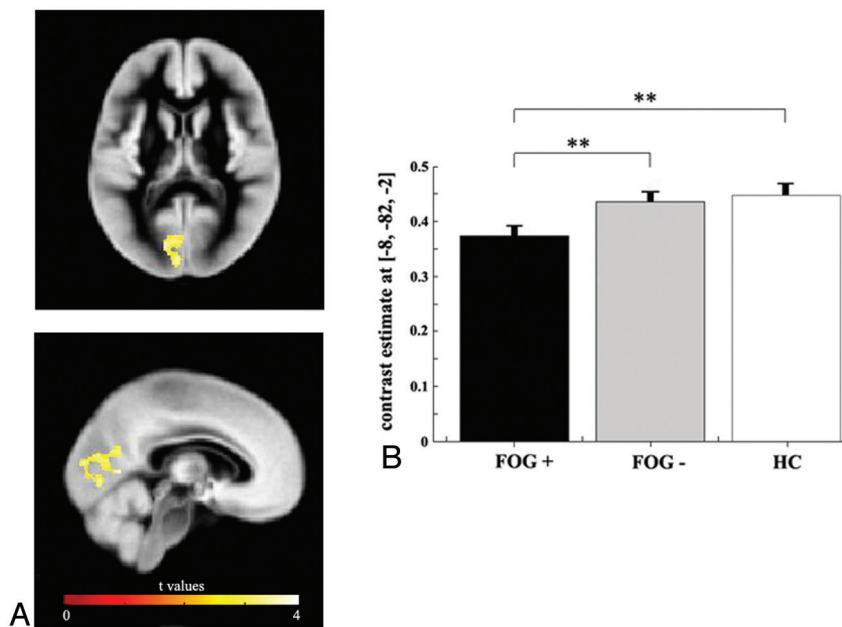 t values
0
4
A
**
**
0.5
0.4
0.3
0.2
0.1
0
contrast estimate at [-8, -82, -2]
FOG +
FOG -
HC
B